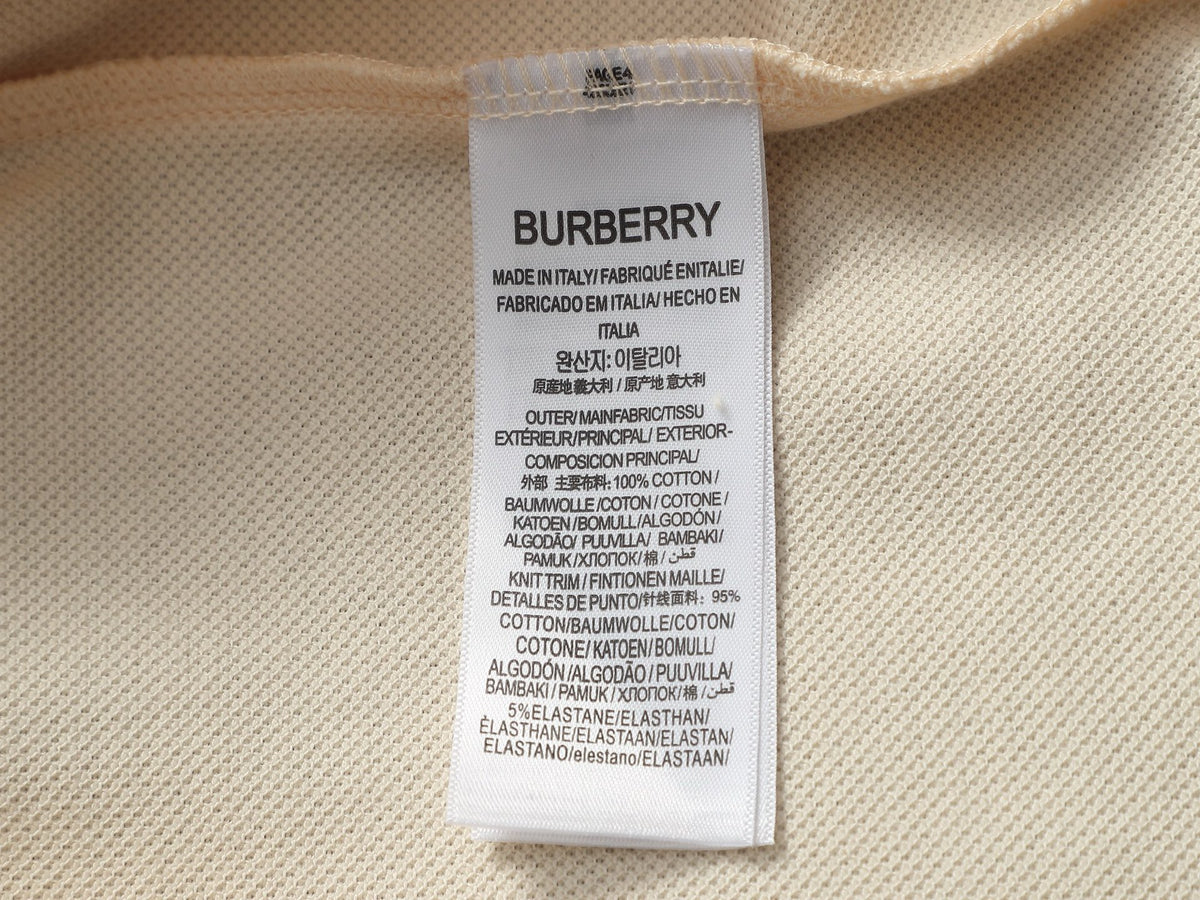 BURBERRY
MADE IN ITALY/ FABRIQUÉ ENITALIE/
FABRICADO EM ITALIA/ HECHO EN
ITALIA
완산지: 이탈리아
原産地 義大利 / 原产地 意大利
OUTER/ MAINFABRIC/TISSU
EXTÉRIEUR/PRINCIPAL/ EXTERIOR-
COMPOSICION PRINCIPAL/
外部 主要布料: 100% COTTON /
BAUMWOLLE /COTON / COTONE /
KATOEN /BOMULL/ALGODÓN/
ALGODÃO/ PUUVILLA/ BAMBAKI/
PAMUK /ХЛОПОК/ 棉 / قطن
KNIT TRIM / FINTIONEN MAILLE/
DETALLES DE PUNTO/针线面料: 95%
COTTON/BAUMWOLLE/COTON/
COTONE/ KATOEN/ BOMULL/
ALGODÓN /ALGODÃO / PUUVILLA/
BAMBAKI / PAMUK / ХЛОПОК/ 棉 / قطن
5%ELASTANE/ELASTHAN/
ÈLASTHANE/ELASTAAN/ELASTAN/
ELASTANO/elestano/ELASTAAN/